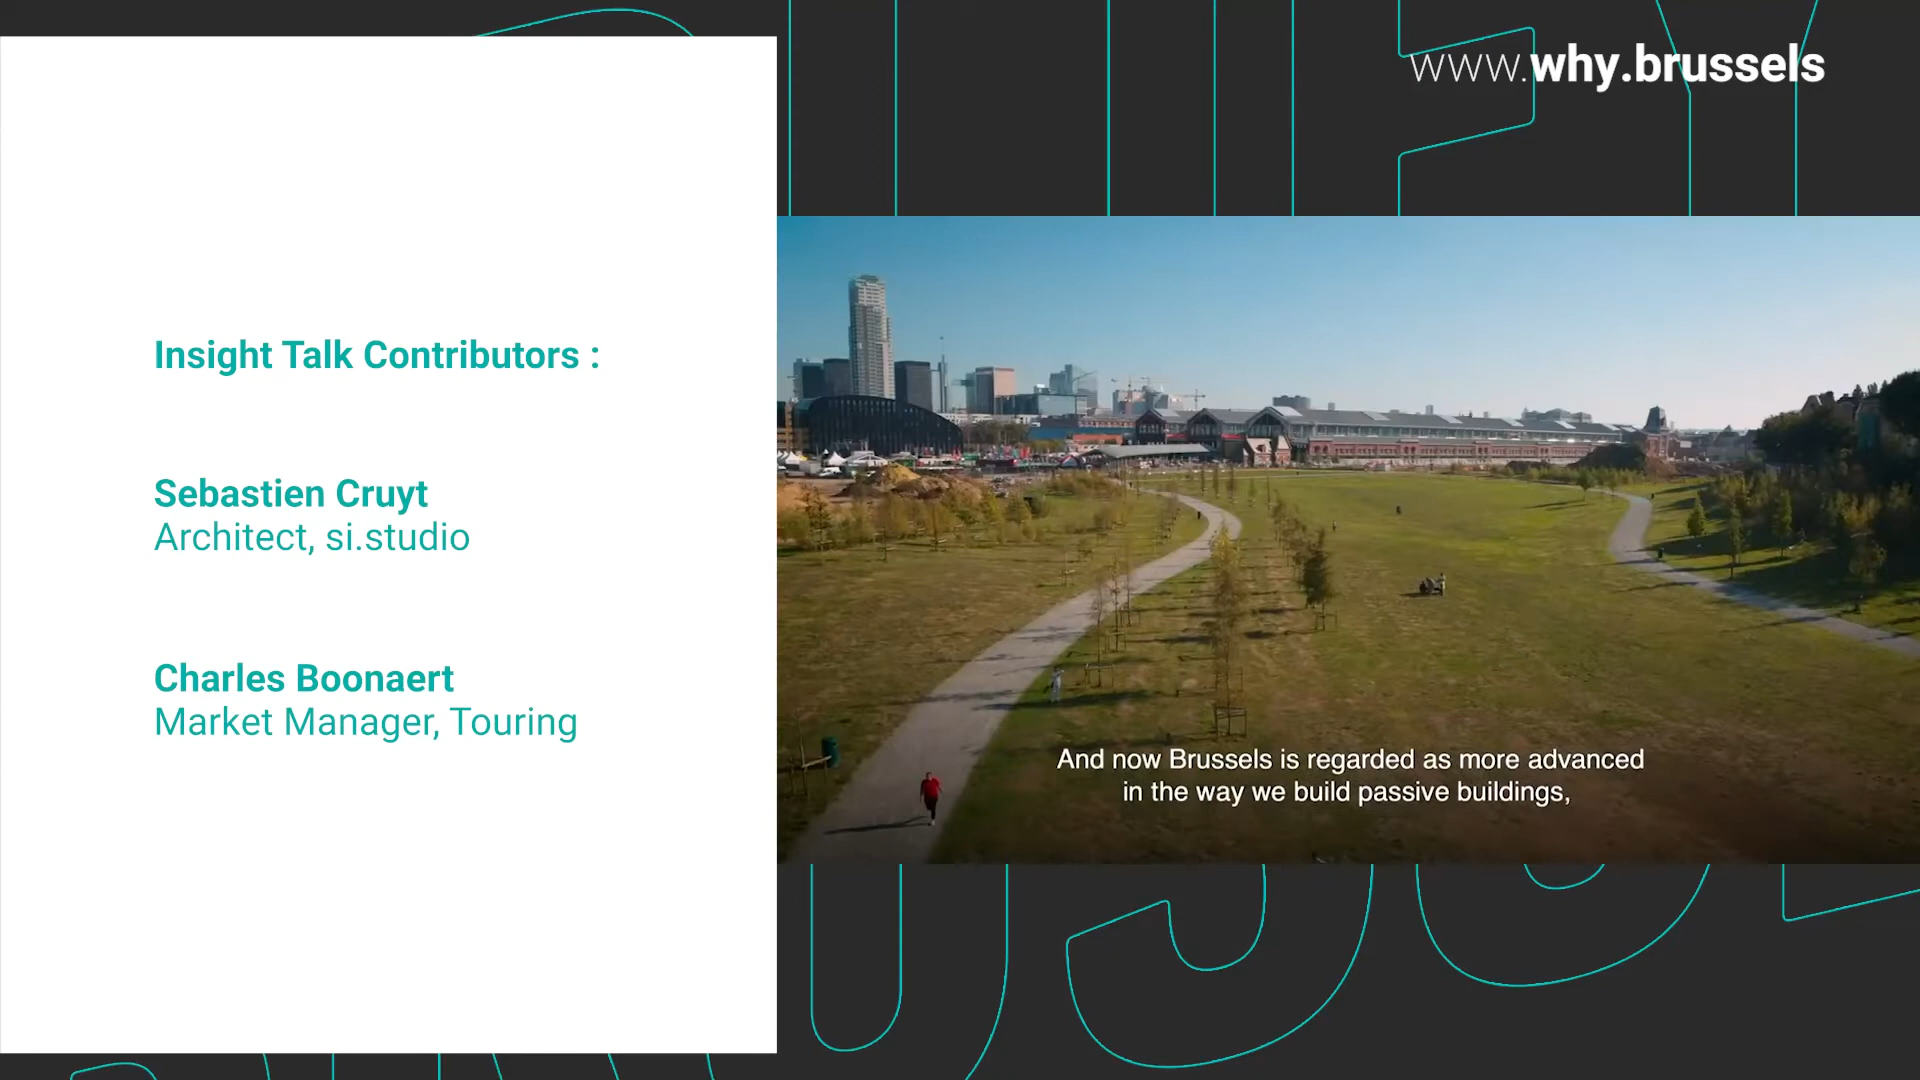 www.why.brussels
Insight Talk Contributors :
Sebastien Cruyt
Architect, si.studio
Charles Boonaert
Market Manager, Touring
And now Brussels is regarded as more advanced
in the way we build passive buildings,